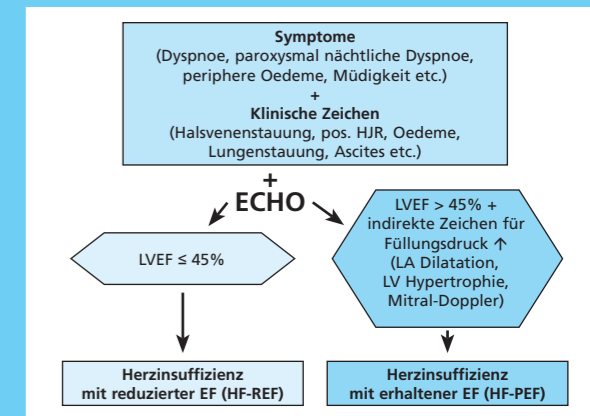 Symptome
(Dyspnoe, paroxysmal nächtliche Dyspnoe,
periphere Oedeme, Müdigkeit etc.)
+
Klinische Zeichen
(Halsvenenstauung, pos. HJR, Oedeme,
Lungenstauung, Ascites etc.)
+
ECHO
LVEF ≤ 45%
LVEF > 45% +
indirekte Zeichen für
Füllungsdruck ↑
(LA Dilatation,
LV Hypertrophie,
Mitral-Doppler)
Herzinsuffizienz
mit reduzierter EF (HF-REF)
Herzinsuffizienz
mit erhaltener EF (HF-PEF)